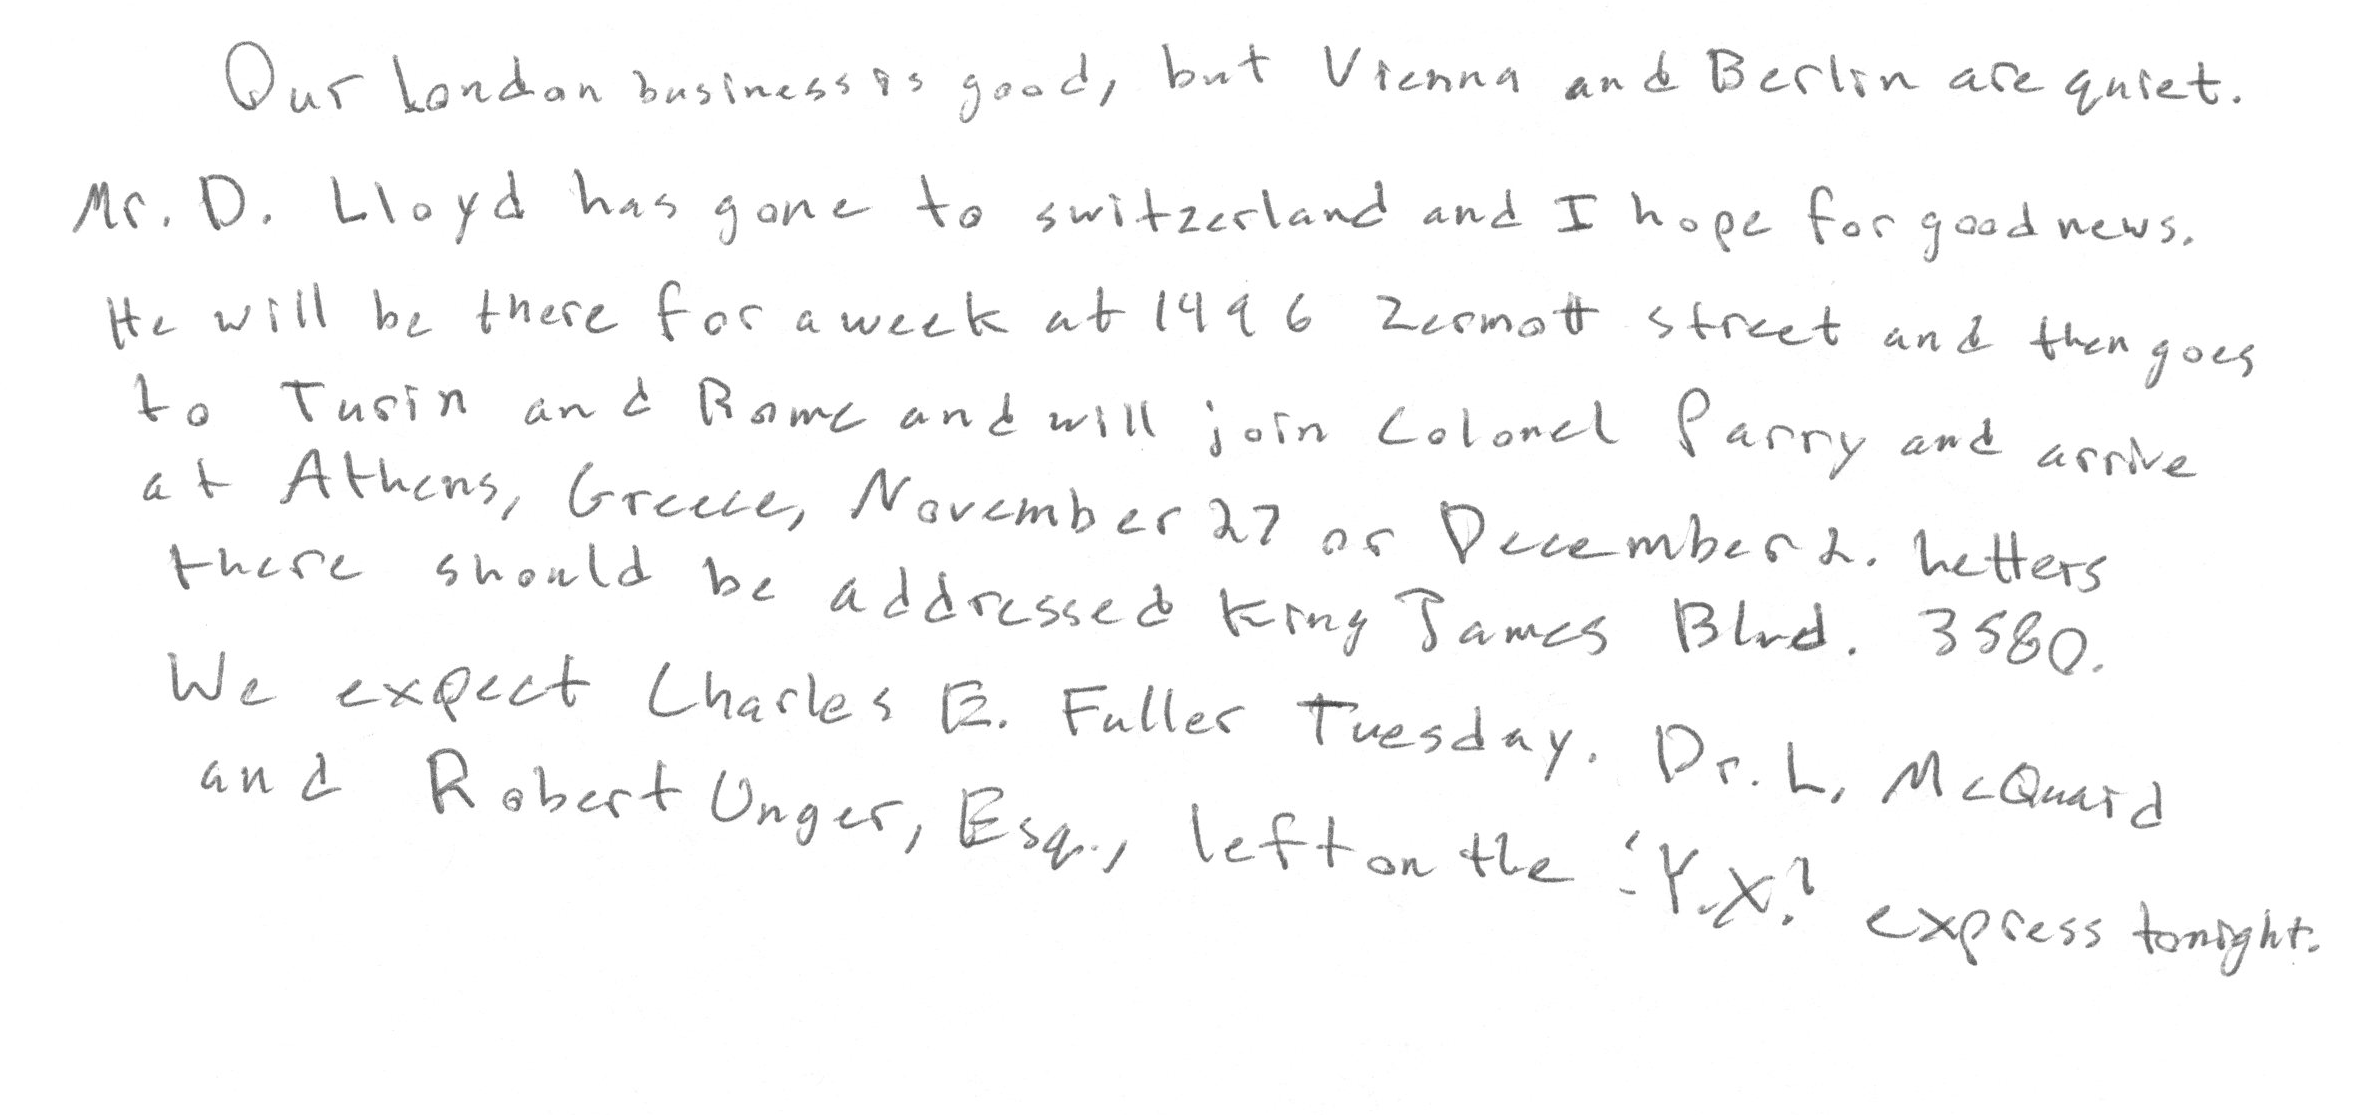 Our London business is good, but Vienna and Berlin are quiet.
Mr. D. Lloyd has gone to switzerland and I hope for good news.
He will be there for a week at 1496 Zermott street and then goes
to Turin and Rome and will join Colonel Parry and arrive
at Athens, Greece, November 27 or December 2. Letters
there should be addressed King James Blvd. 3580.
We expect Charles E. Fuller Tuesday. Dr. L. McQuaid
and Robert Unger, Esq., left on the 'Y.X.' express tonight.